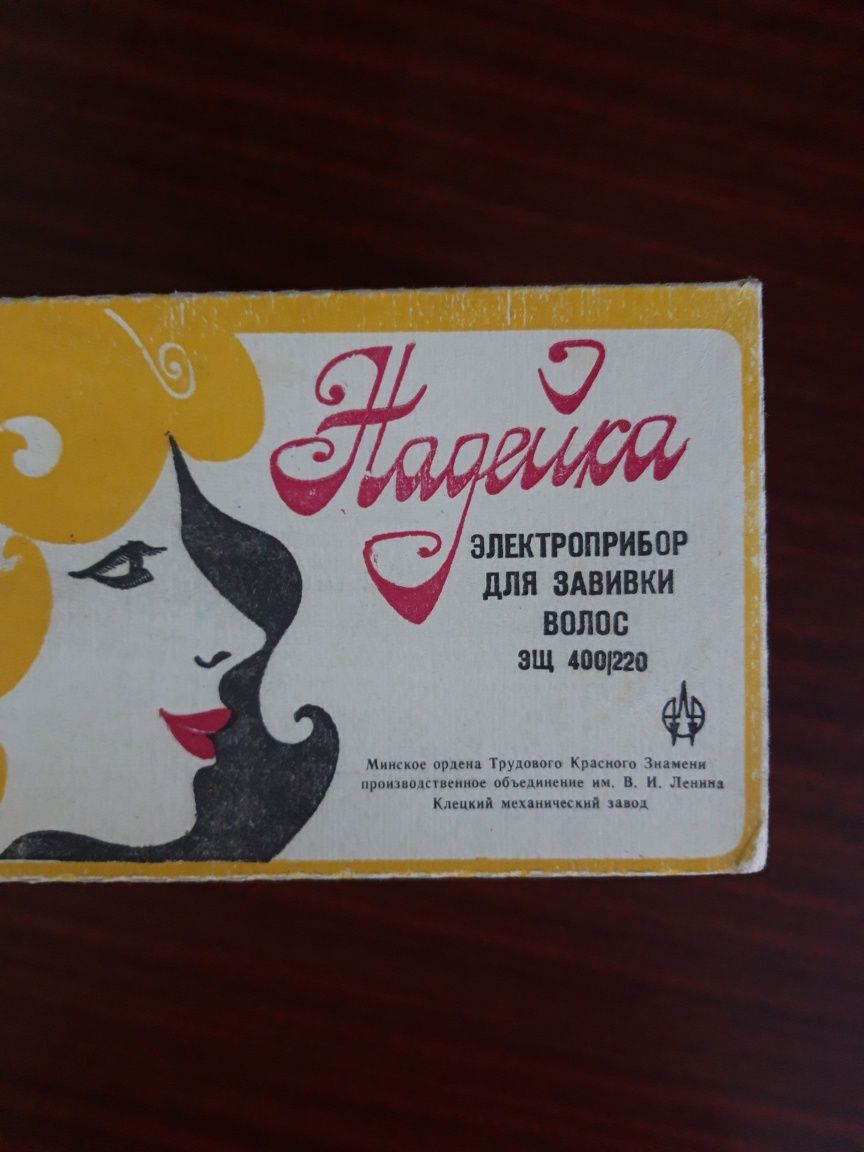 Надейка
ЭЛЕКТРОПРИБОР
ДЛЯ ЗАВИВКИ
ВОЛОС
ЭЩ 400/220
Минское ордена Трудового Красного Знамени
производственное объединение им. В. И. Ленина
Клецкий механический завод